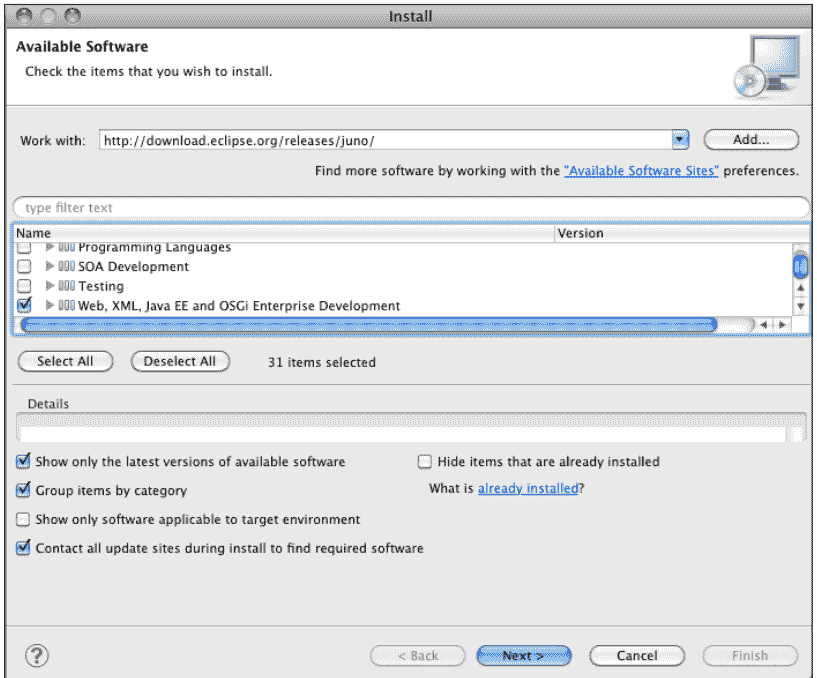 Install
Available Software
Check the items that you wish to install.
Work with: http://download.eclipse.org/releases/juno/ Add...
Find more software by working with the "Available Software Sites" preferences.
type filter text
Name Version
Programming Languages
SOA Development
Testing
Web, XML, Java EE and OSGi Enterprise Development
Select All Deselect All 31 items selected
Details
Show only the latest versions of available software Hide items that are already installed
Group items by category What is already installed?
Show only software applicable to target environment
Contact all update sites during install to find required software
? < Back Next > Cancel Finish